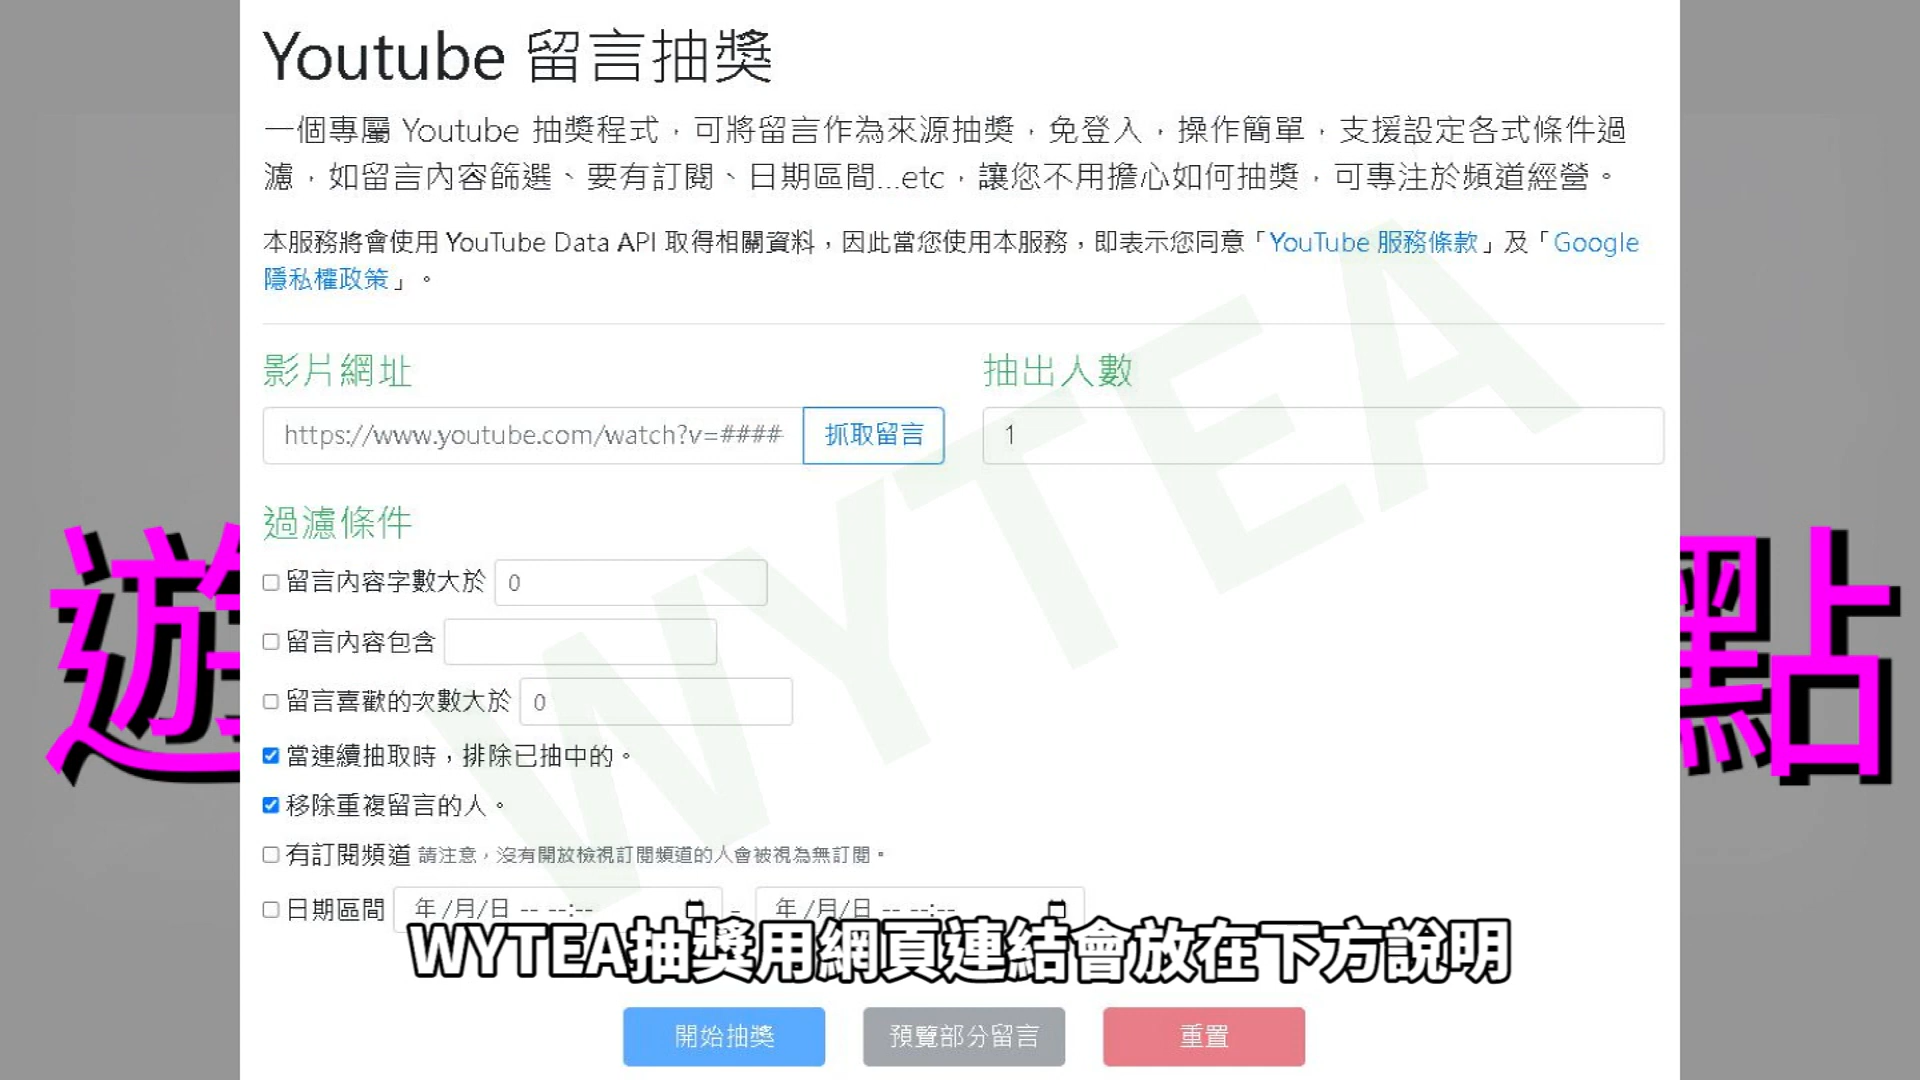 Youtube 留言抽獎
一個專屬 Youtube 抽獎程式，可將留言作為來源抽獎，免登入，操作簡單，支援設定各式條件過
濾，如留言內容篩選、要有訂閱、日期區間...etc，讓您不用擔心如何抽獎，可專注於頻道經營。
本服務將會使用 YouTube Data API 取得相關資料，因此當您使用本服務，即表示您同意「YouTube 服務條款」及「Google
隱私權政策」。
影片網址
抽出人數
https://www.youtube.com/watch?v=####
抓取留言
1
過濾條件
留言內容字數大於 0
留言內容包含
留言喜歡的次數大於 0
當連續抽取時，排除已抽中的。
移除重複留言的人。
有訂閱頻道 請注意，沒有開放檢視訂閱頻道的人會被視為無訂閱。
日期區間 年/月/日 -- --:-- - 年/月/日 -- --:--
WYTEA抽獎用網頁連結會放在下方說明
開始抽獎
預覽部分留言
重置
WYTEA
遊
點